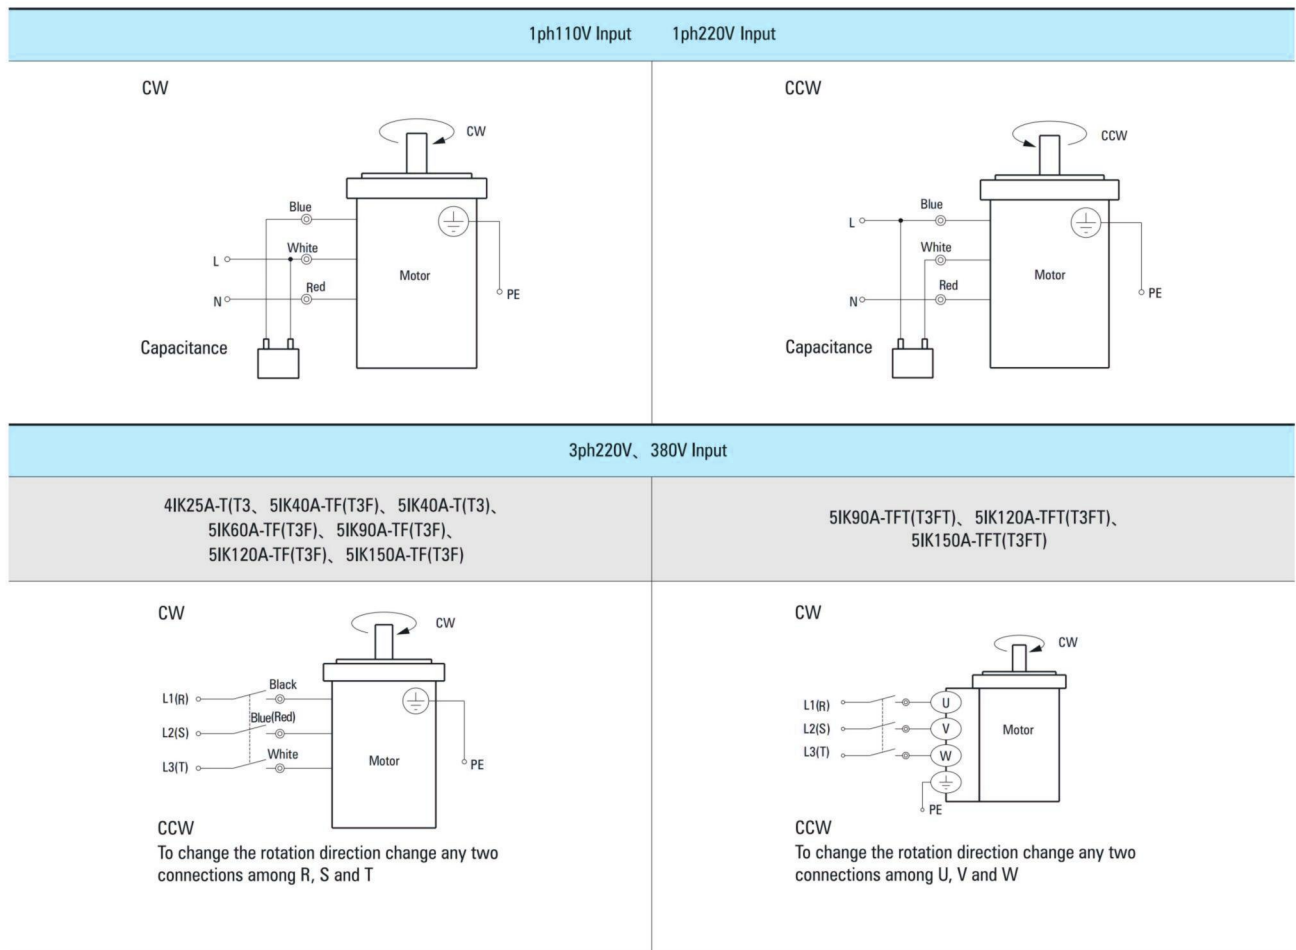 1ph110V Input 1ph220V Input
CW
CW
Blue
White
L
Red
N
Motor
PE
Capacitance
CCW
CCW
Blue
L
White
Red
N
Motor
PE
Capacitance
3ph220V、380V Input
4IK25A-T(T3、5IK40A-TF(T3F)、5IK40A-T(T3)、
5IK60A-TF(T3F)、5IK90A-TF(T3F)、
5IK120A-TF(T3F)、5IK150A-TF(T3F)
5IK90A-TFT(T3FT)、5IK120A-TFT(T3FT)、
5IK150A-TFT(T3FT)
CW
CW
Black
L1(R)
Blue(Red)
L2(S)
White
L3(T)
Motor
PE
CCW
To change the rotation direction change any two
connections among R, S and T
CW
CW
L1(R)
U
L2(S)
V
Motor
L3(T)
W
PE
CCW
To change the rotation direction change any two
connections among U, V and W